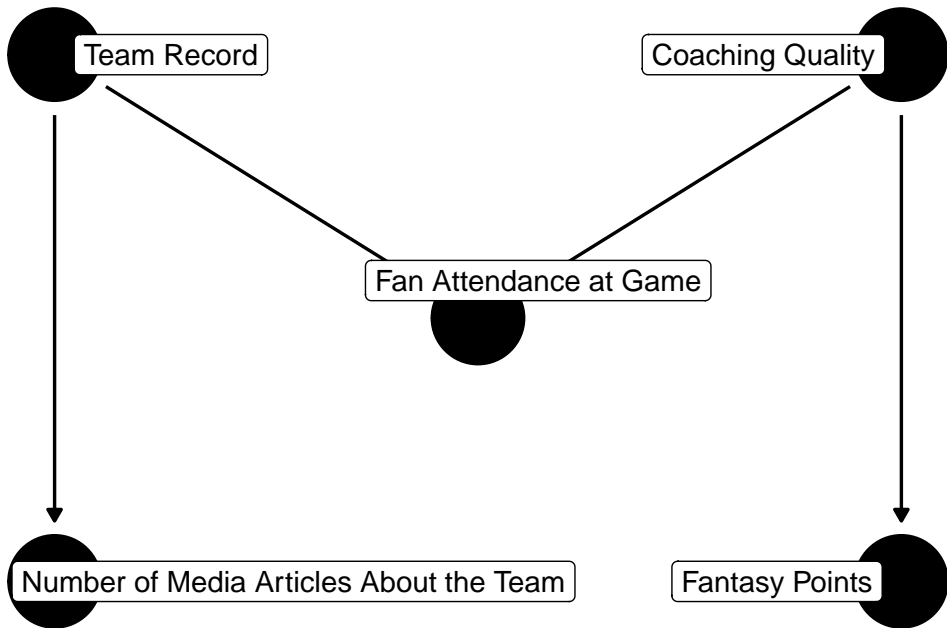 Team Record
Coaching Quality
Fan Attendance at Game
Number of Media Articles About the Team
Fantasy Points